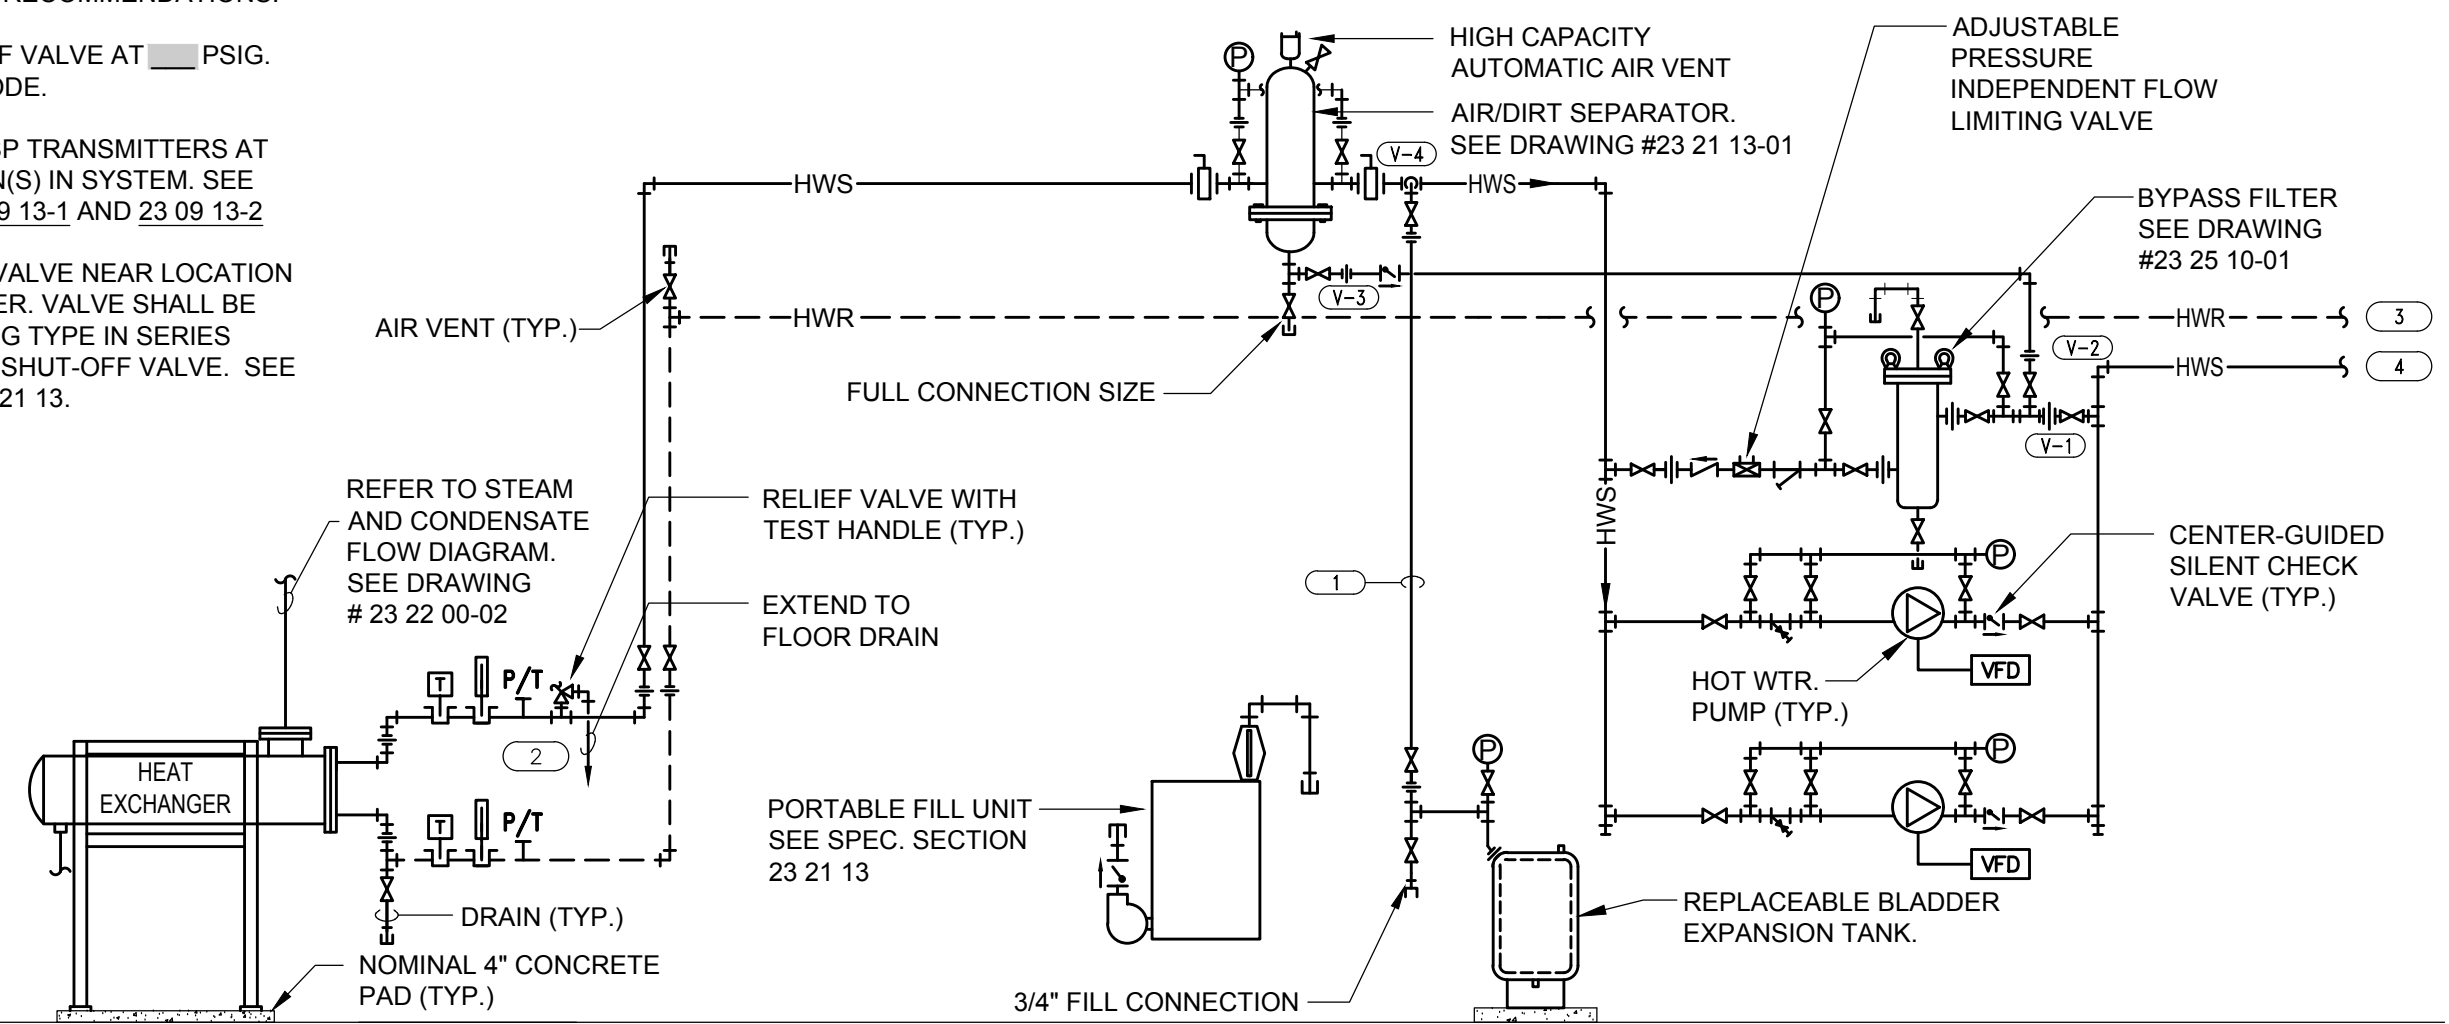 RECOMMENDATIONS.
F VALVE AT ___ PSIG.
ODE.
SP TRANSMITTERS AT
N(S) IN SYSTEM. SEE
9 13-1 AND 23 09 13-2
VALVE NEAR LOCATION
ER. VALVE SHALL BE
G TYPE IN SERIES
SHUT-OFF VALVE. SEE
21 13.
P
HIGH CAPACITY
AUTOMATIC AIR VENT
AIR/DIRT SEPARATOR.
SEE DRAWING #23 21 13-01
ADJUSTABLE
PRESSURE
INDEPENDENT FLOW
LIMITING VALVE
V-4
HWS
HWS
BYPASS FILTER
SEE DRAWING
#23 25 10-01
V-3
AIR VENT (TYP.)
HWR
P
HWR
3
V-2
HWS
4
FULL CONNECTION SIZE
V-1
REFER TO STEAM
AND CONDENSATE
FLOW DIAGRAM.
SEE DRAWING
# 23 22 00-02
RELIEF VALVE WITH
TEST HANDLE (TYP.)
HWS
EXTEND TO
FLOOR DRAIN
1
P
CENTER-GUIDED
SILENT CHECK
VALVE (TYP.)
VFD
HOT WTR.
PUMP (TYP.)
T
P/T
2
HEAT
EXCHANGER
P
P
PORTABLE FILL UNIT
SEE SPEC. SECTION
23 21 13
T
P/T
VFD
DRAIN (TYP.)
REPLACEABLE BLADDER
EXPANSION TANK.
NOMINAL 4" CONCRETE
PAD (TYP.)
3/4" FILL CONNECTION